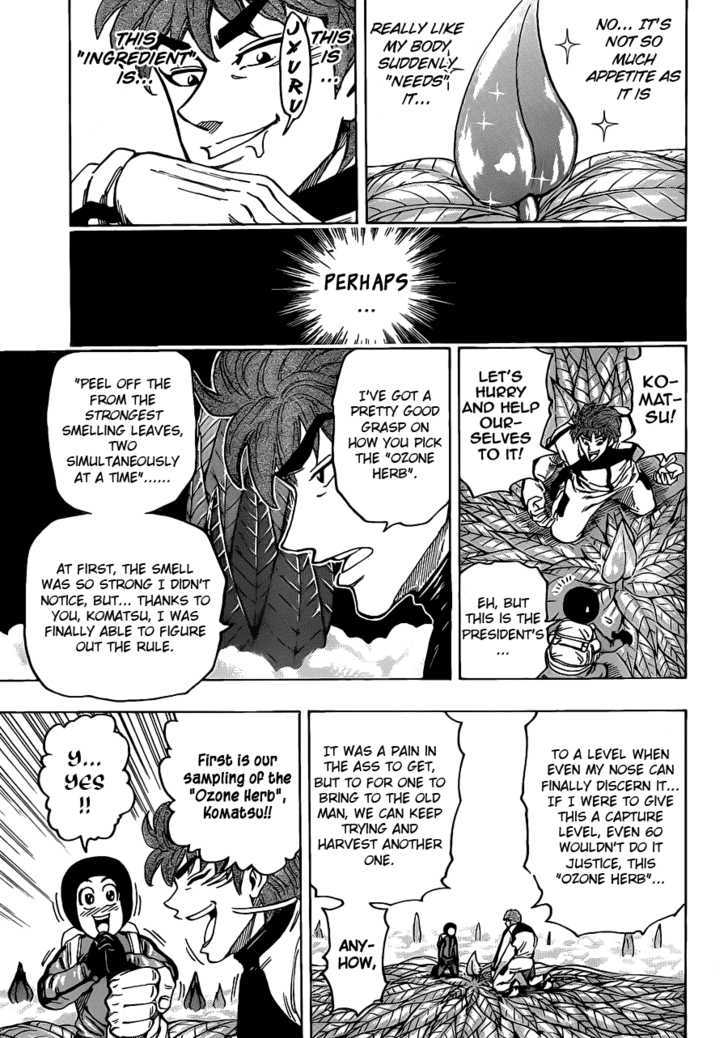 NO... IT'S
NOT SO
MUCH
APPETITE AS
IT IS
REALLY LIKE
MY BODY,
SUDDENLY
"NEEDS"
IT...
THIS
IS...
JYURU
THIS
"INGREDIENT"
IS...
PERHAPS
...
KO-
MAT-
SU!
LET'S
HURRY
AND HELP
OUR-
SELVES
TO IT!
EH, BUT
THIS IS THE
PRESIDENT'S
...
I'VE GOT A
PRETTY GOOD
GRASP ON
HOW YOU PICK
THE "OZONE
HERB".
"PEEL OFF THE
FROM THE
STRONGEST
SMELLING LEAVES,
TWO
SIMULTANEOUSLY
AT A TIME"......
AT FIRST, THE SMELL
WAS SO STRONG I DIDN'T
NOTICE, BUT... THANKS TO
YOU, KOMATSU, I WAS
FINALLY ABLE TO FIGURE
OUT THE RULE.
TO A LEVEL WHEN
EVEN MY NOSE CAN
FINALLY DISCERN IT...
IF I WERE TO GIVE
THIS A CAPTURE
LEVEL, EVEN 60
WOULDN'T DO IT
JUSTICE, THIS
"OZONE HERB"...
IT WAS A PAIN IN
THE ASS TO GET,
BUT TO FOR ONE TO
BRING TO THE OLD
MAN, WE CAN KEEP
TRYING AND
HARVEST ANOTHER
ONE.
ANY-
HOW,
First is our
sampling of the
"Ozone Herb",
Komatsu!!
Y...
YES
!!